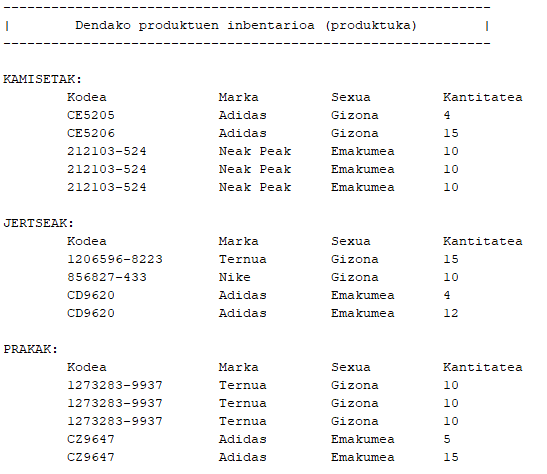 -------------------------------------------------------------
|        Dendako produktuen inbentarioa (produktuka)        |
-------------------------------------------------------------
KAMISETAK:
Kodea Marka Sexua Kantitatea
CE5205 Adidas Gizona 4
CE5206 Adidas Gizona 15
212103-524 Neak Peak Emakumea 10
212103-524 Neak Peak Emakumea 10
212103-524 Neak Peak Emakumea 10
JERTSEAK:
Kodea Marka Sexua Kantitatea
1206596-8223 Ternua Gizona 15
856827-433 Nike Gizona 10
CD9620 Adidas Emakumea 4
CD9620 Adidas Emakumea 12
PRAKAK:
Kodea Marka Sexua Kantitatea
1273283-9937 Ternua Gizona 10
1273283-9937 Ternua Gizona 10
1273283-9937 Ternua Gizona 10
CZ9647 Adidas Emakumea 5
CZ9647 Adidas Emakumea 15